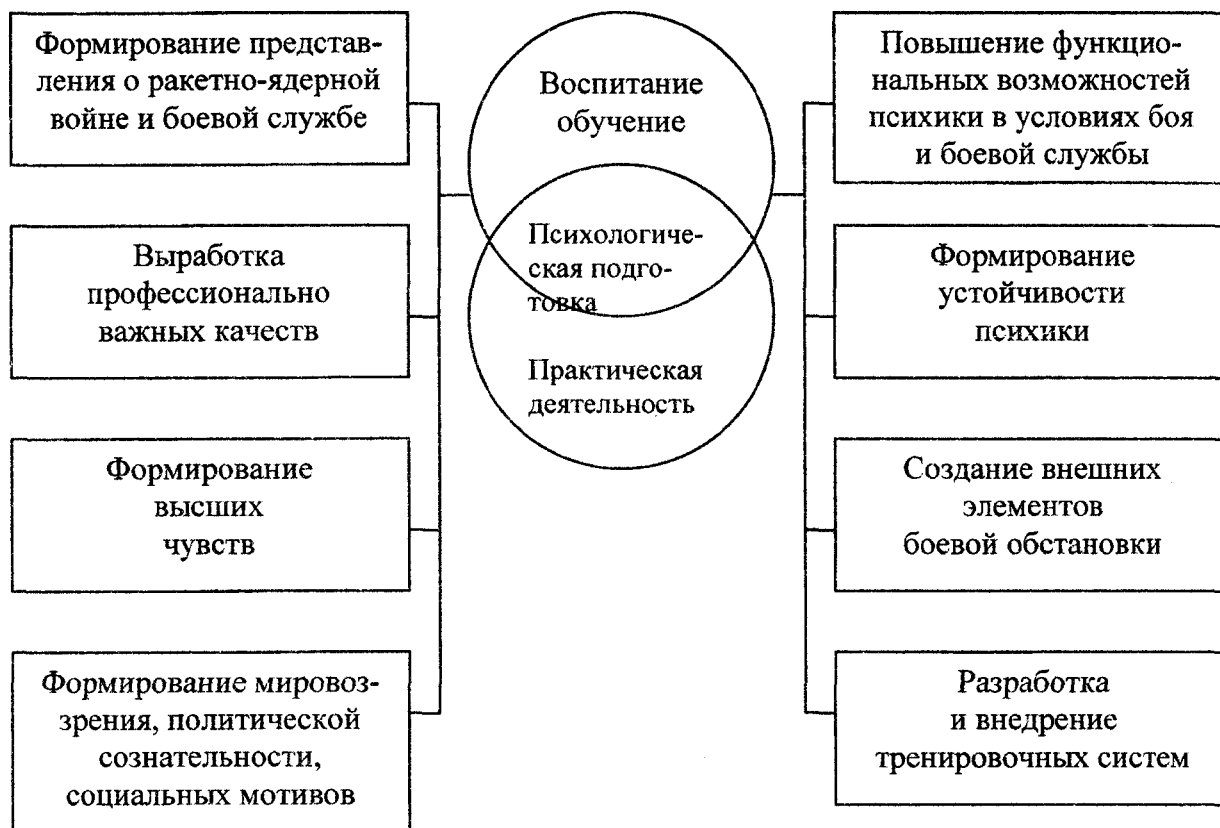 Формирование представ-
ления о ракетно-ядерной
войне и боевой службе
Выработка
профессионально
важных качеств
Формирование
высших
чувств
Формирование мировоз-
зрения, политической
сознательности,
социальных мотивов
Воспитание
обучение
Психологиче-
ская подго-
товка
Практическая
деятельность
Повышение функцио-
нальных возможностей
психики в условиях боя
и боевой службы
Формирование
устойчивости
психики
Создание внешних
элементов
боевой обстановки
Разработка
и внедрение
тренировочных систем